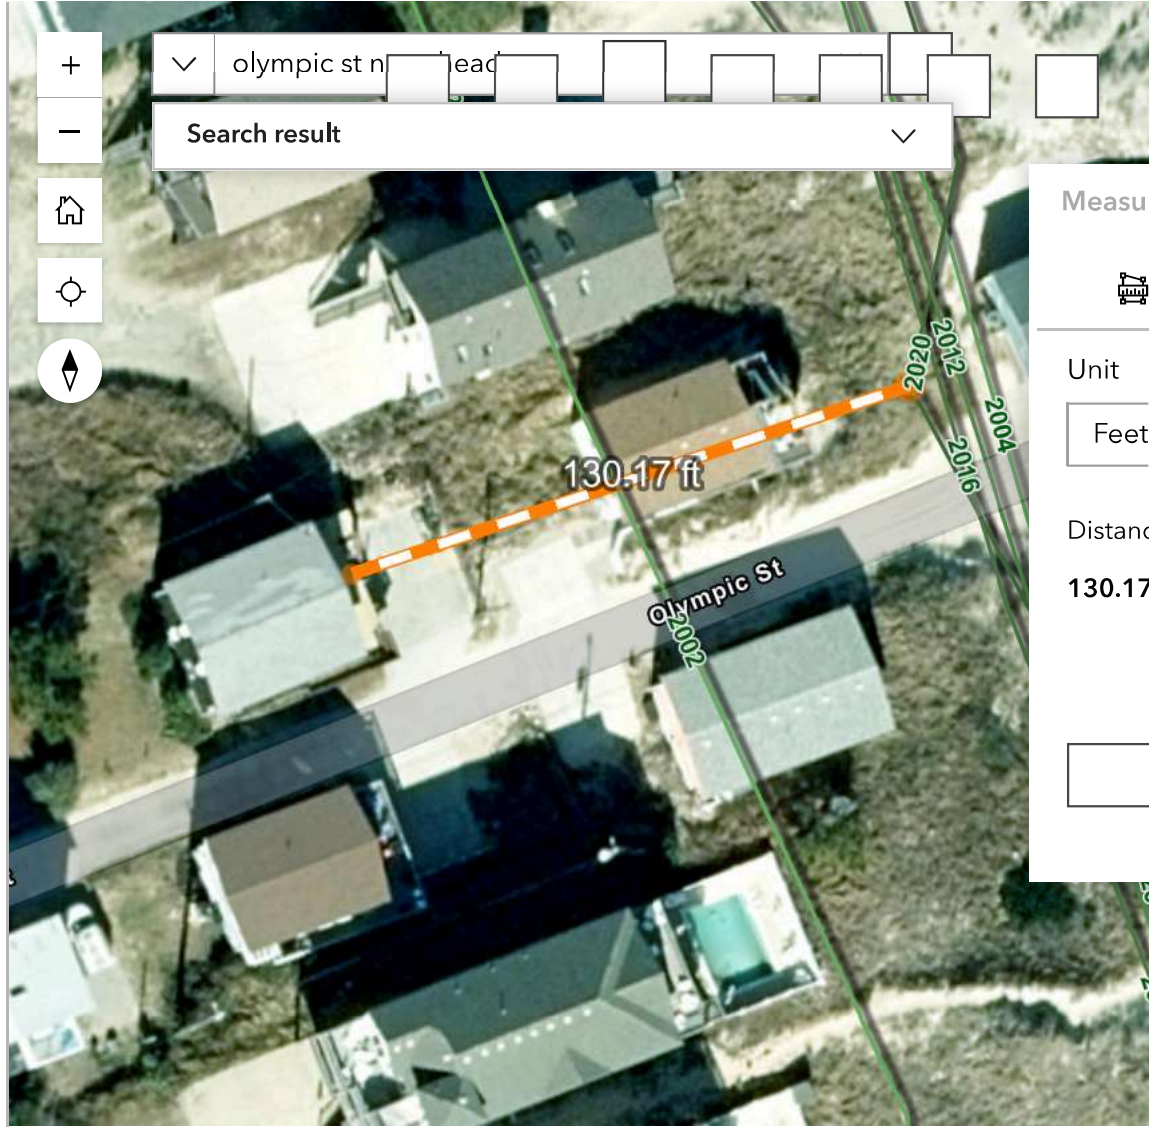 +
olympic st n head
−
Search result
Measu
Unit
Feet
Distanc
130.17
2020
2012
2004
2016
130.17 ft
Olympic St
2002